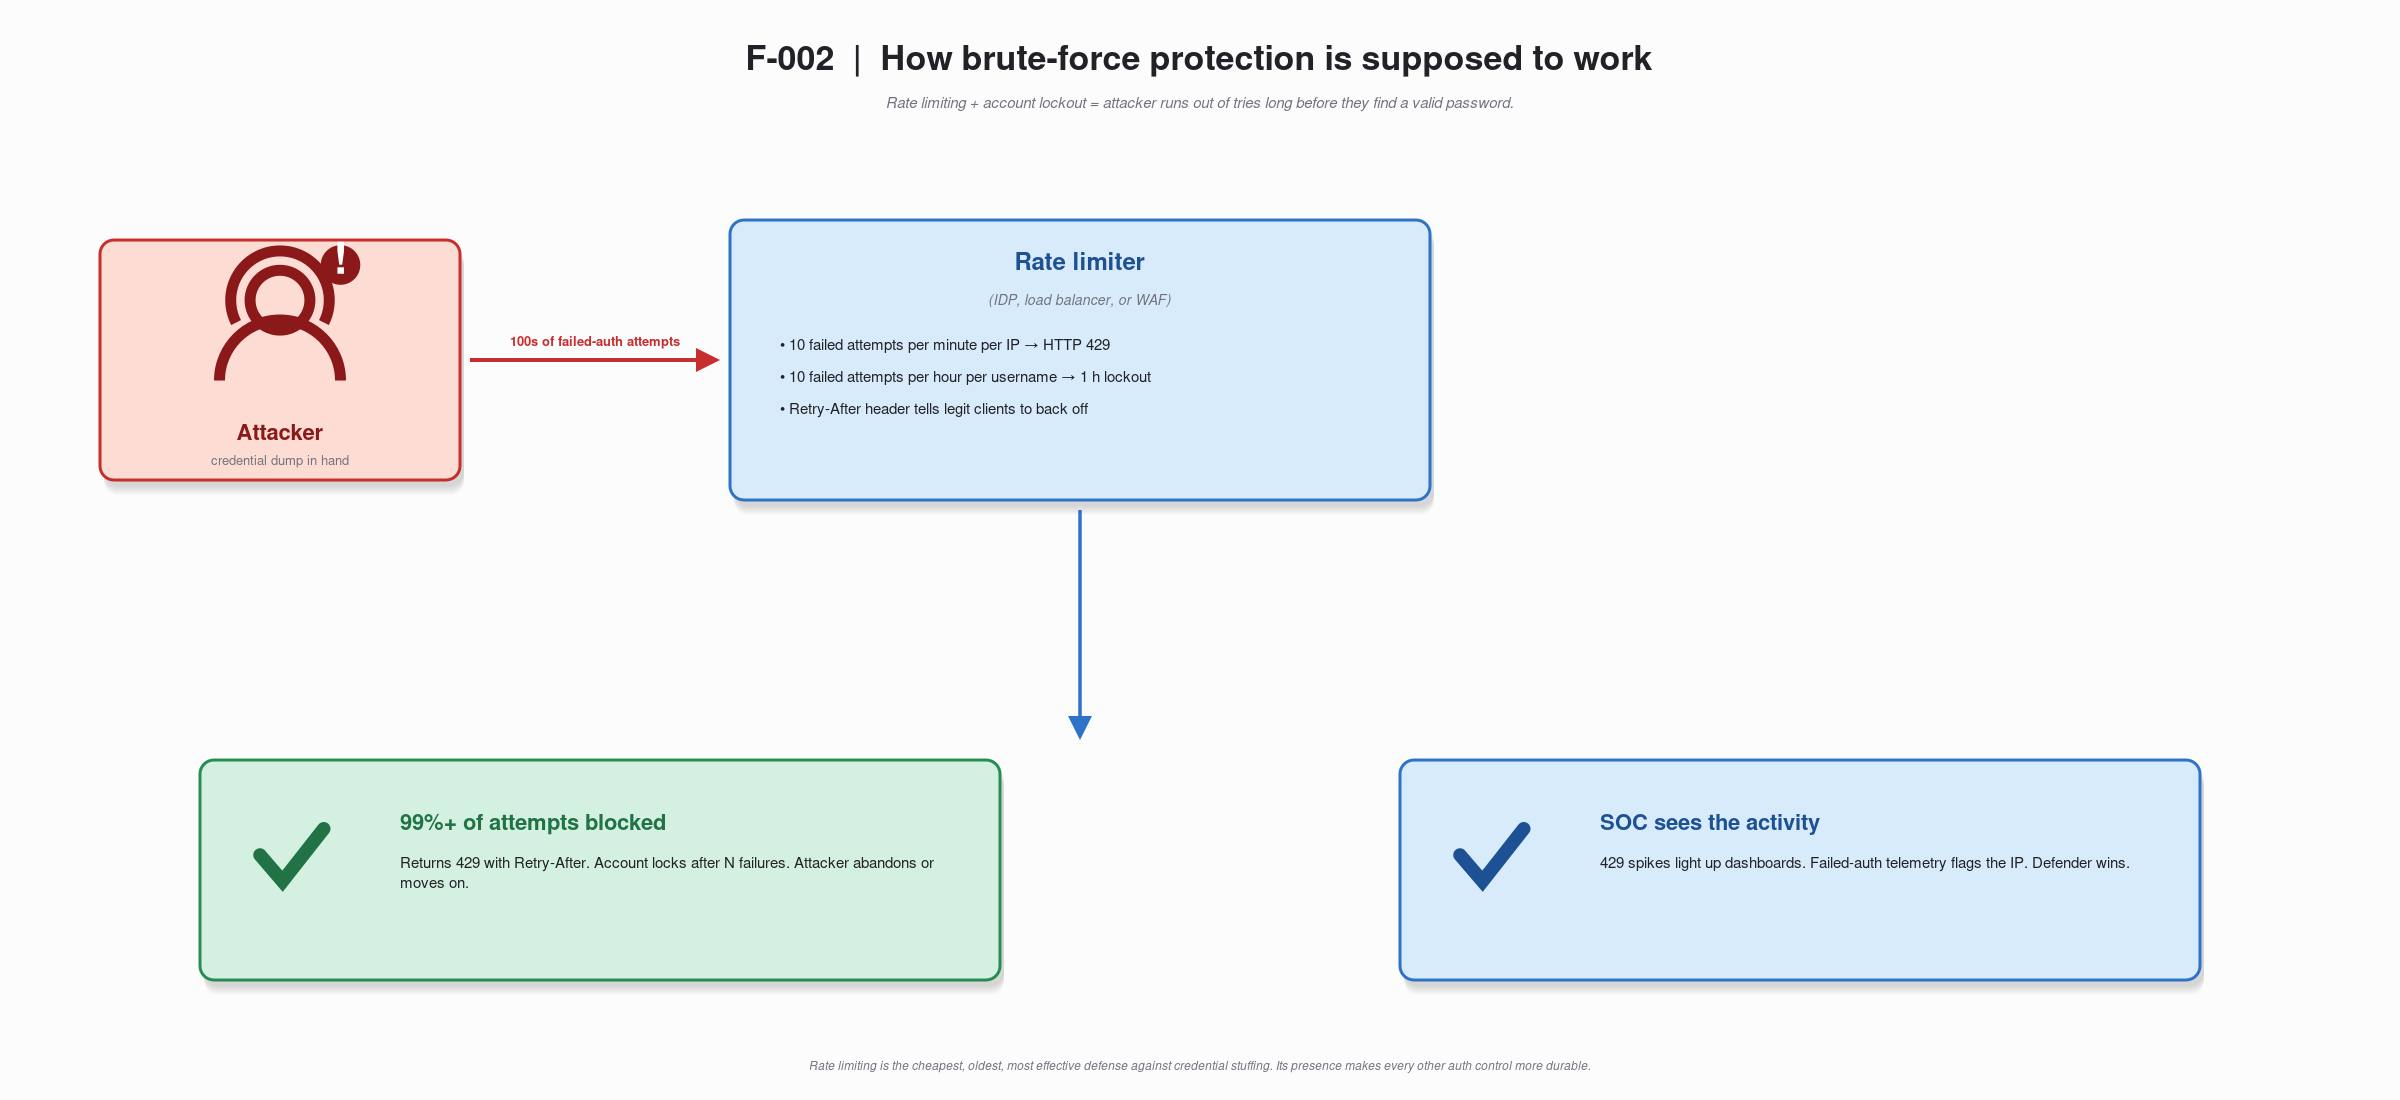 F-002 | How brute-force protection is supposed to work
Rate limiting + account lockout = attacker runs out of tries long before they find a valid password.
!
Attacker
credential dump in hand
100s of failed-auth attempts
Rate limiter
(IDP, load balancer, or WAF)
• 10 failed attempts per minute per IP → HTTP 429
• 10 failed attempts per hour per username → 1 h lockout
• Retry-After header tells legit clients to back off
99%+ of attempts blocked
Returns 429 with Retry-After. Account locks after N failures. Attacker abandons or
moves on.
SOC sees the activity
429 spikes light up dashboards. Failed-auth telemetry flags the IP. Defender wins.
Rate limiting is the cheapest, oldest, most effective defense against credential stuffing. Its presence makes every other auth control more durable.